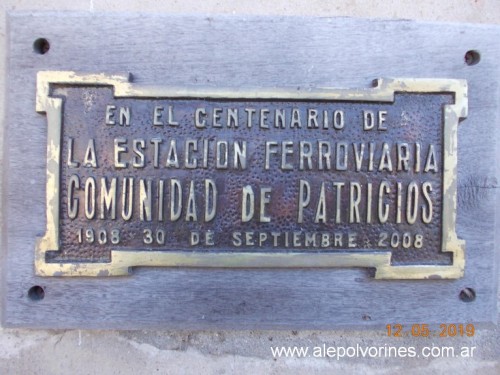 EN EL CENTENARIO DE
LA ESTACION FERROVIARIA
COMUNIDAD DE PATRICIOS
1908 30 DE SEPTIEMBRE 2008
12.05.2019
www.alepolvorines.com.ar